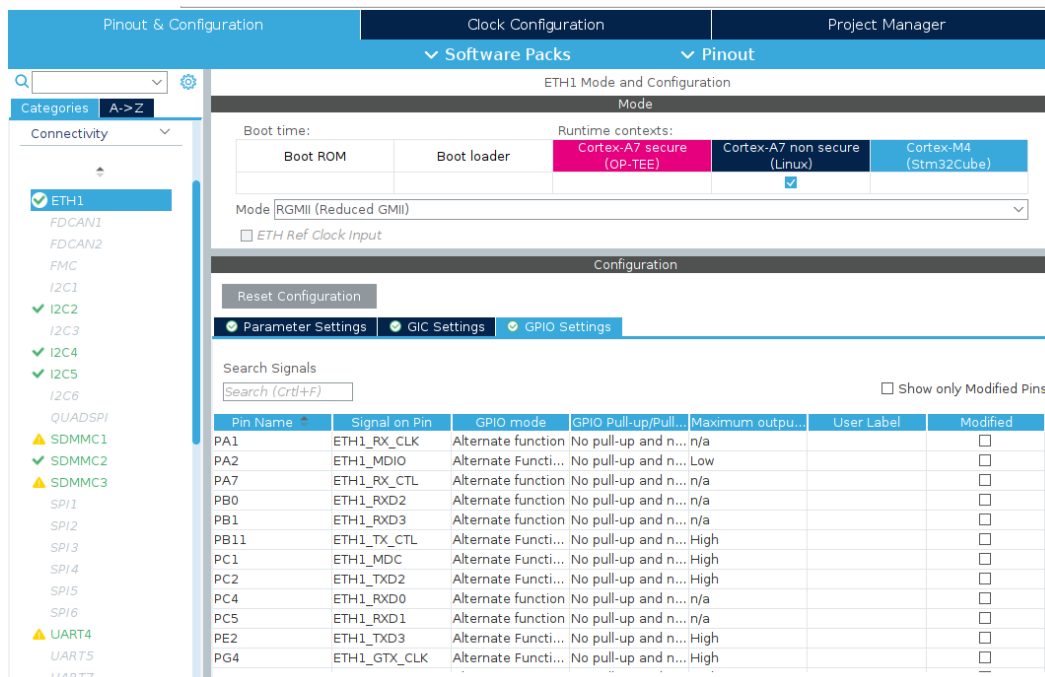 Pinout & Configuration Clock Configuration Project Manager
Software Packs Pinout
ETH1 Mode and Configuration
Categories A->Z
Mode
Connectivity
Boot time: Runtime contexts:
Boot ROM Boot loader Cortex-A7 secure (OP-TEE) Cortex-A7 non secure (Linux) Cortex-M4 (Stm32Cube)
Mode RGMII (Reduced GMII)
ETH Ref Clock Input
ETH1
FDCAN1
FDCAN2
FMC
I2C1
I2C2
I2C3
I2C4
I2C5
I2C6
QUADSPI
SDMMC1
SDMMC2
SDMMC3
SPI1
SPI2
SPI3
SPI4
SPI5
SPI6
UART4
UART5
UART7
Configuration
Reset Configuration
Parameter Settings GIC Settings GPIO Settings
Search Signals
Search (Crtl+F) Show only Modified Pins
Pin Name Signal on Pin GPIO mode GPIO Pull-up/Pull... Maximum outpu... User Label Modified
PA1 ETH1_RX_CLK Alternate function No pull-up and n... n/a
PA2 ETH1_MDIO Alternate Functi... No pull-up and n... Low
PA7 ETH1_RX_CTL Alternate function No pull-up and n... n/a
PB0 ETH1_RXD2 Alternate function No pull-up and n... n/a
PB1 ETH1_RXD3 Alternate function No pull-up and n... n/a
PB11 ETH1_TX_CTL Alternate Functi... No pull-up and n... High
PC1 ETH1_MDC Alternate Functi... No pull-up and n... High
PC2 ETH1_TXD2 Alternate Functi... No pull-up and n... High
PC4 ETH1_RXD0 Alternate function No pull-up and n... n/a
PC5 ETH1_RXD1 Alternate function No pull-up and n... n/a
PE2 ETH1_TXD3 Alternate Functi... No pull-up and n... High
PG4 ETH1_GTX_CLK Alternate Functi... No pull-up and n... High